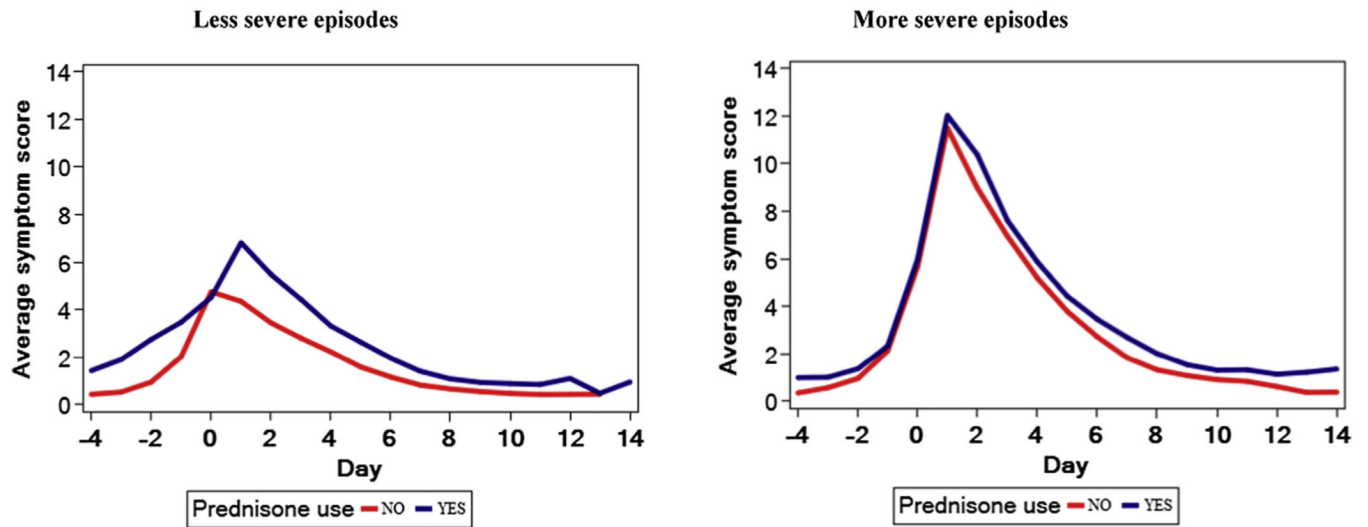 Less severe episodes
14
12
10
8
6
4
2
0
Average symptom score
-4 -2 0 2 4 6 8 10 12 14
Day
Prednisone use NO YES
More severe episodes
14
12
10
8
6
4
2
0
Average symptom score
-4 -2 0 2 4 6 8 10 12 14
Day
Prednisone use NO YES